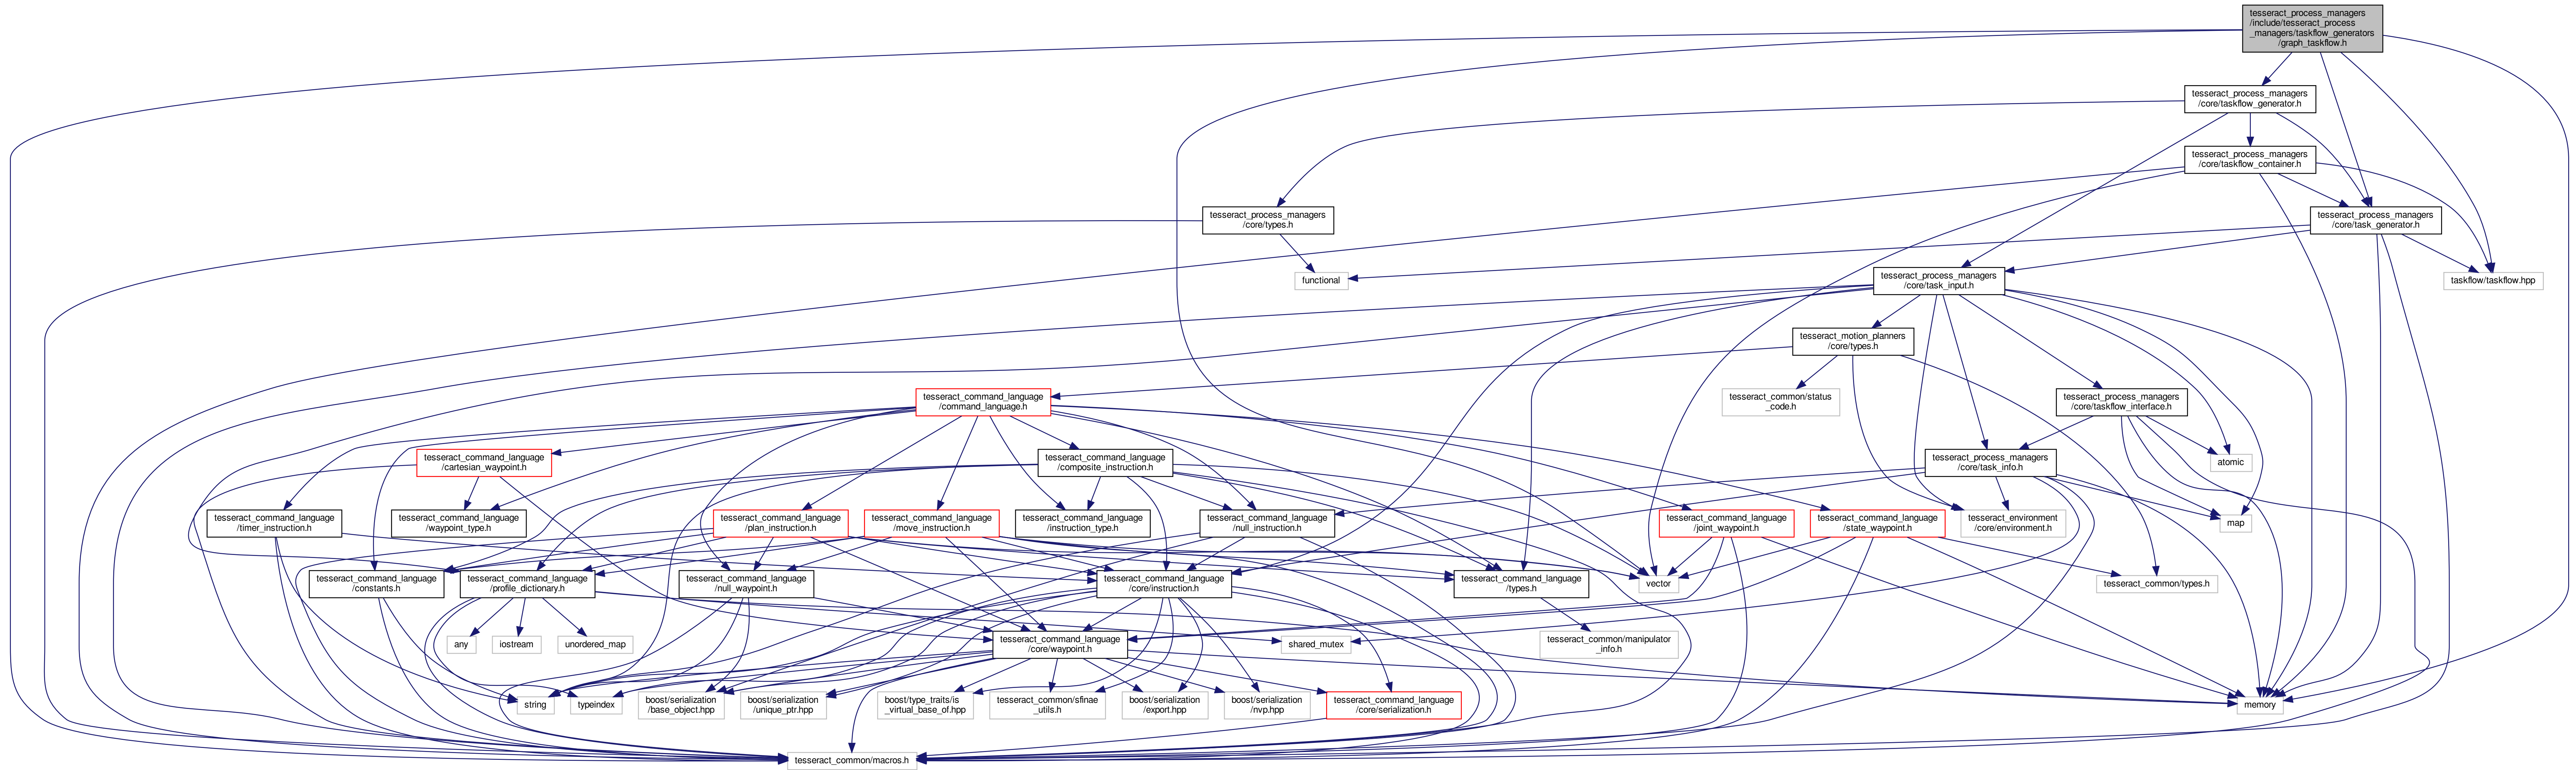 tesseract_process_managers
/include/tesseract_process
_managers/taskflow_generators
/graph_taskflow.h
tesseract_process_managers
/core/taskflow_generator.h
tesseract_process_managers
/core/taskflow_container.h
tesseract_process_managers
/core/types.h
tesseract_process_managers
/core/task_generator.h
functional
tesseract_process_managers
/core/task_input.h
taskflow/taskflow.hpp
tesseract_motion_planners
/core/types.h
tesseract_command_language
/command_language.h
tesseract_common/status
_code.h
tesseract_process_managers
/core/taskflow_interface.h
tesseract_command_language
/cartesian_waypoint.h
tesseract_command_language
/composite_instruction.h
tesseract_process_managers
/core/task_info.h
atomic
tesseract_command_language
/timer_instruction.h
tesseract_command_language
/waypoint_type.h
tesseract_command_language
/plan_instruction.h
tesseract_command_language
/move_instruction.h
tesseract_command_language
/instruction_type.h
tesseract_command_language
/null_instruction.h
tesseract_command_language
/joint_waypoint.h
tesseract_command_language
/state_waypoint.h
tesseract_environment
/core/environment.h
map
tesseract_command_language
/constants.h
tesseract_command_language
/profile_dictionary.h
tesseract_command_language
/null_waypoint.h
tesseract_command_language
/core/instruction.h
tesseract_command_language
/types.h
vector
tesseract_common/types.h
any
iostream
unordered_map
tesseract_command_language
/core/waypoint.h
shared_mutex
tesseract_common/manipulator
_info.h
string
typeindex
boost/serialization
/base_object.hpp
boost/serialization
/unique_ptr.hpp
boost/type_traits/is
_virtual_base_of.hpp
tesseract_common/sfinae
_utils.h
boost/serialization
/export.hpp
boost/serialization
/nvp.hpp
tesseract_command_language
/core/serialization.h
memory
tesseract_common/macros.h